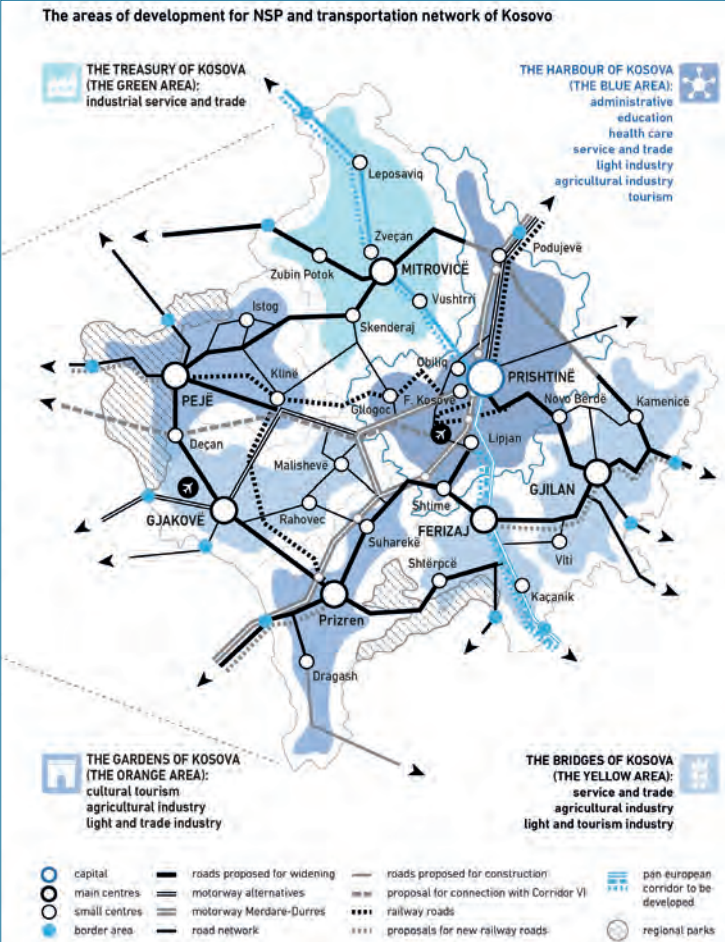 The areas of development for NSP and transportation network of Kosovo
THE TREASURY OF KOSOVA
(THE GREEN AREA):
industrial service and trade
THE HARBOUR OF KOSOVA
(THE BLUE AREA):
administrative
education
health care
service and trade
light industry
agricultural industry
tourism
Leposaviq
Zveçan
Zubin Potok
MITROVICË
Podujevë
Vushtrri
Istog
Skenderaj
Obiliq
Klinë
PEJË
F. Kosovë
PRISHTINË
Gllogoc
Novo Bërdë
Kamenicë
Deçan
Lipjan
Malishevë
GJILAN
GJAKOVË
Rahovec
Shtime
FERIZAJ
Suharekë
Viti
Shtërpcë
Kaçanik
Prizren
Dragash
THE GARDENS OF KOSOVA
(THE ORANGE AREA):
cultural tourism
agricultural industry
light and trade industry
THE BRIDGES OF KOSOVA
(THE YELLOW AREA):
service and trade
agricultural industry
light and tourism industry
capital
main centres
small centres
border area
roads proposed for widening
motorway alternatives
motorway Merdare-Durres
road network
roads proposed for construction
proposal for connection with Corridor VI
railway roads
proposals for new railway roads
pan european
corridor to be
developed
regional parks